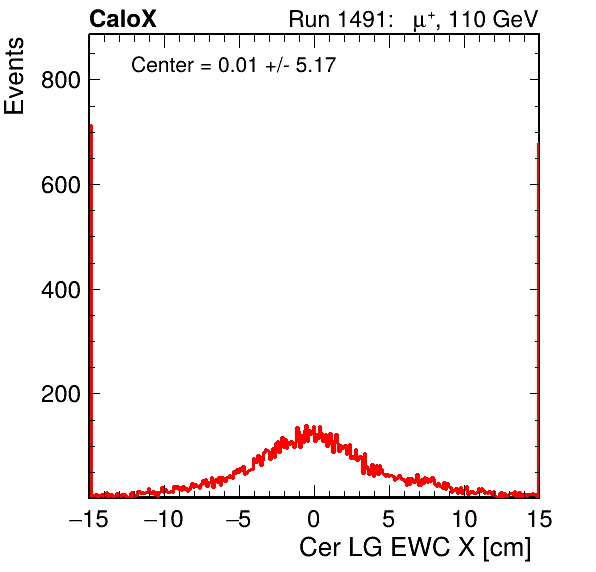 CaloX Run 1491: μ⁺, 110 GeV
Center = 0.01 +/- 5.17
Events
800
600
400
200
−15 −10 −5 0 5 10 15
Cer LG EWC X [cm]